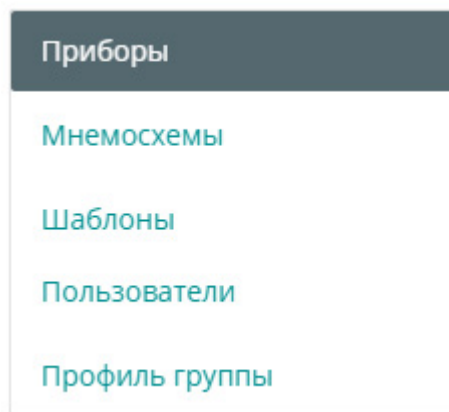 Приборы
Мнемосхемы
Шаблоны
Пользователи
Профиль группы